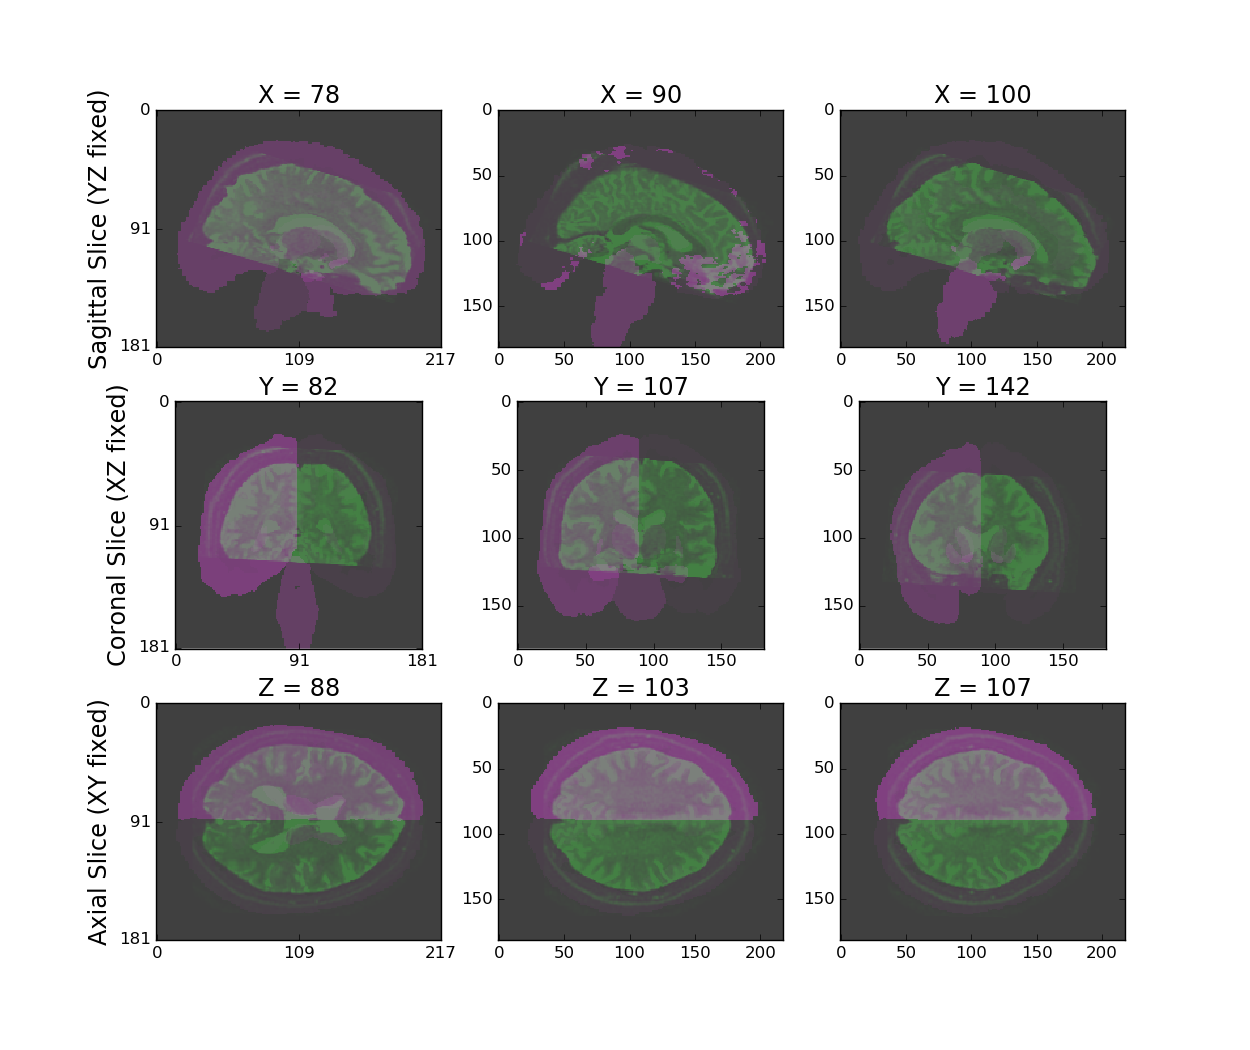 X = 78 X = 90 X = 100
Sagittal Slice (YZ fixed)
0 91 181
0 109 217
0 50 100 150
0 50 100 150 200
0 50 100 150
0 50 100 150 200
Y = 82 Y = 107 Y = 142
Coronal Slice (XZ fixed)
0 91 181
0 91 181
0 50 100 150
0 50 100 150
0 50 100 150
0 50 100 150
Z = 88 Z = 103 Z = 107
Axial Slice (XY fixed)
0 91 181
0 109 217
0 50 100 150
0 50 100 150 200
0 50 100 150
0 50 100 150 200